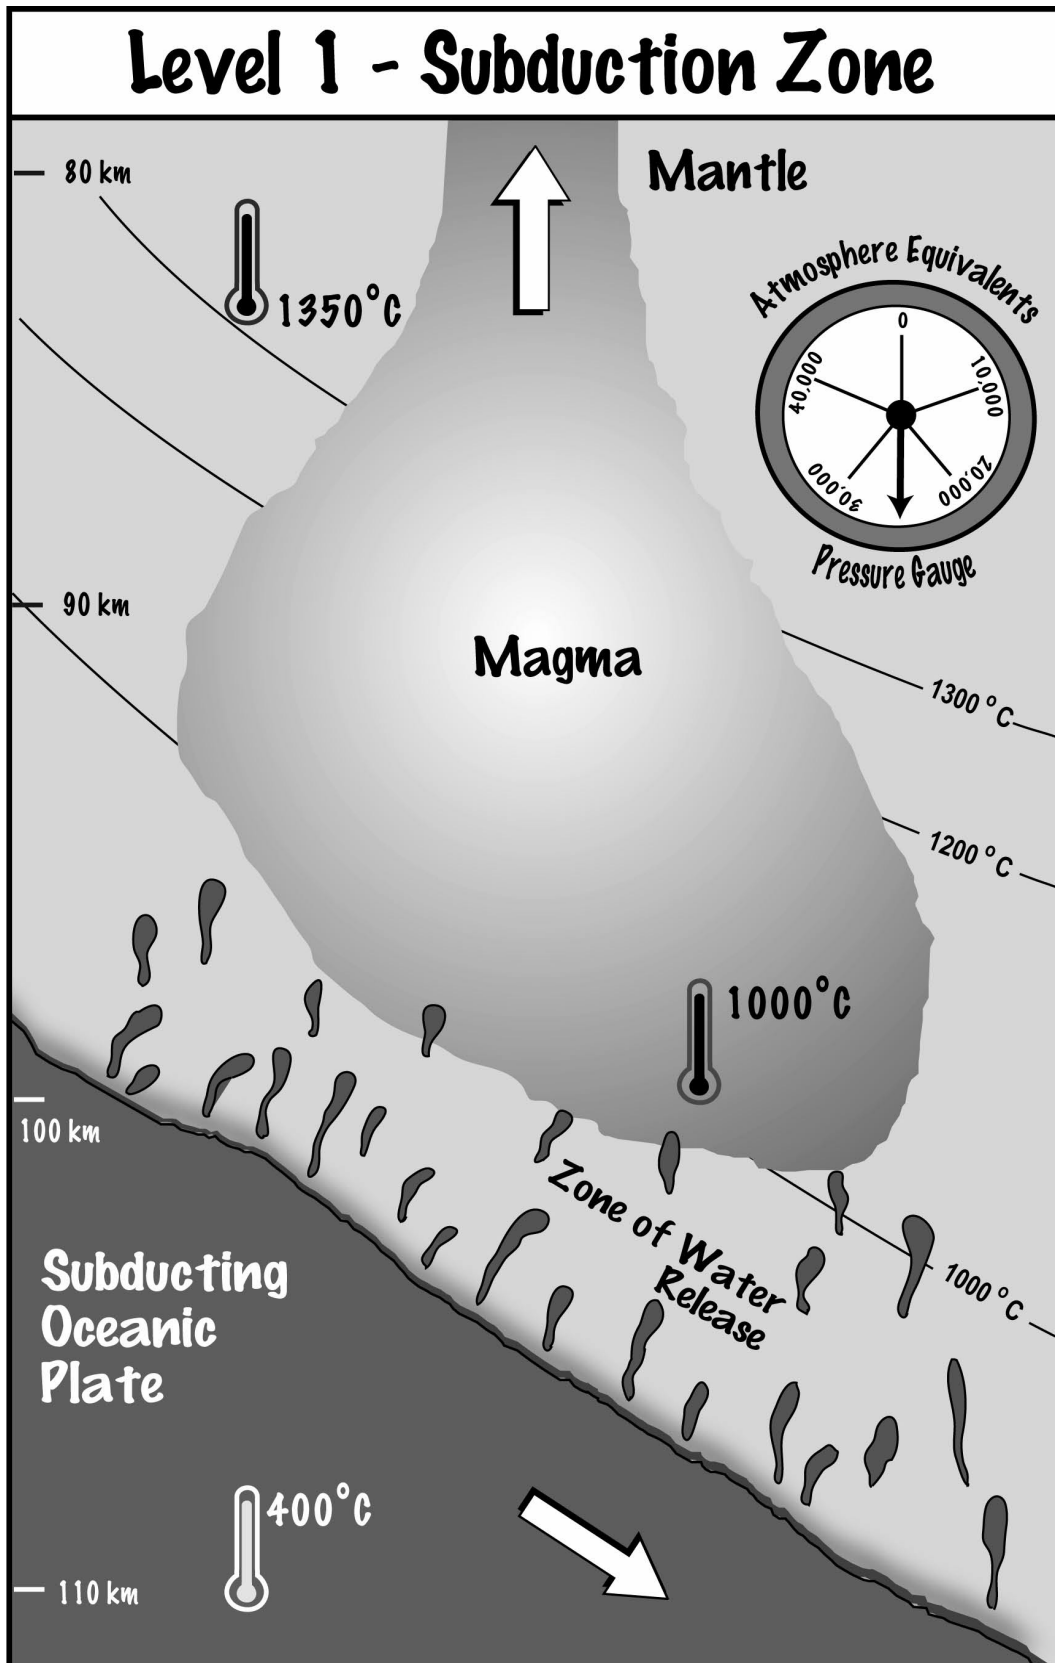 Level 1 - Subduction Zone
80 km
Mantle
1350°C
Atmosphere Equivalents
0
10,000
20,000
30,000
40,000
Pressure Gauge
90 km
Magma
1300 °C
1200 °C
1000°C
100 km
Zone of Water
Release
1000 °C
Subducting
Oceanic
Plate
400°C
110 km